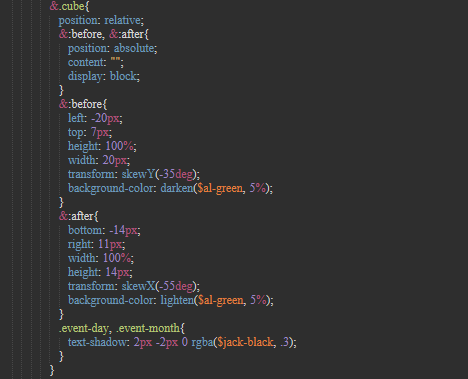 &.cube{
position: relative;
&:before, &:after{
position: absolute;
content: "";
display: block;
}
&:before{
left: -20px;
top: 7px;
height: 100%;
width: 20px;
transform: skewY(-35deg);
background-color: darken($al-green, 5%);
}
&:after{
bottom: -14px;
right: 11px;
width: 100%;
height: 14px;
transform: skewX(-55deg);
background-color: lighten($al-green, 5%);
}
.event-day, .event-month{
text-shadow: 2px -2px 0 rgba($jack-black, .3);
}
}